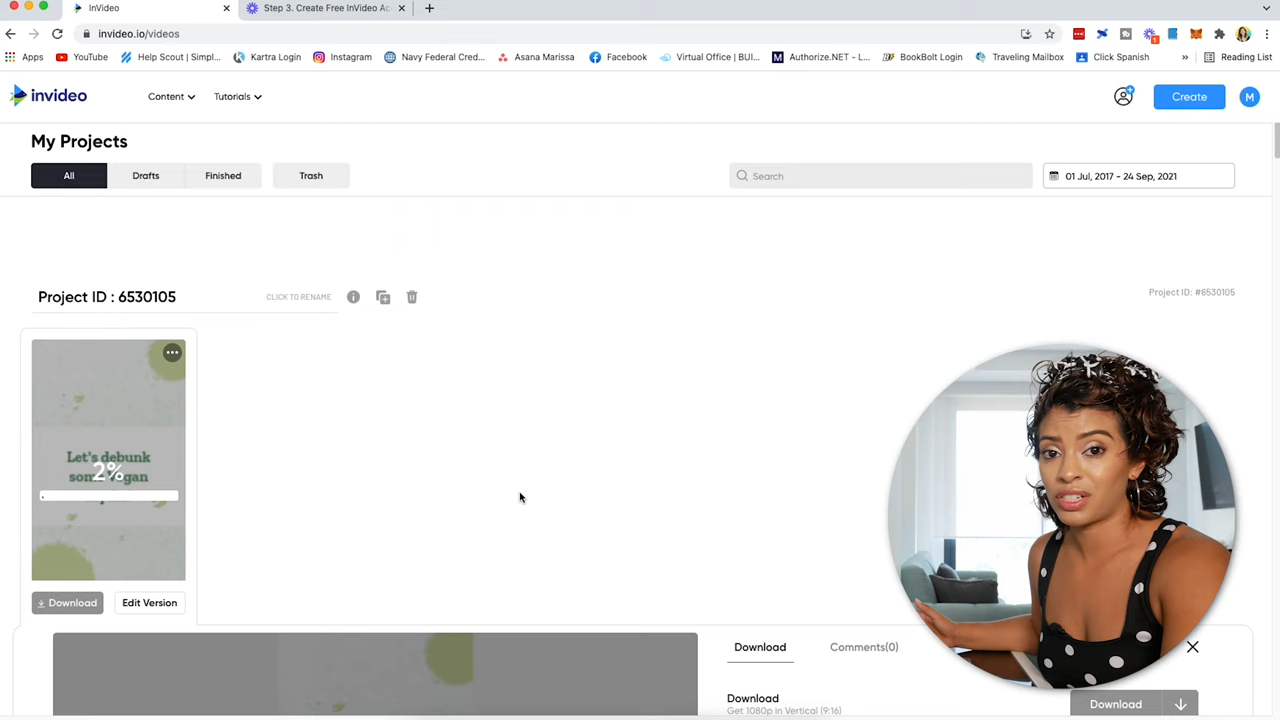 InVideo
Step 3. Create Free InVideo Ac
invideo.io/videos
1
Apps
YouTube
Help Scout | Simpl...
Kartra Login
Instagram
Navy Federal Cred...
Asana Marissa
Facebook
Virtual Office | BUI...
Authorize.NET - L...
BookBolt Login
Traveling Mailbox
Click Spanish
»
Reading List
invideo
Content
Tutorials
Create
M
My Projects
All
Drafts
Finished
Trash
Search
01 Jul, 2017 - 24 Sep, 2021
Project ID : 6530105
CLICK TO RENAME
Project ID: #6530105
Let's debunk
2%
Download
Edit Version
Download
Comments(0)
Download
Get 1080p in Vertical (9:16)
Download